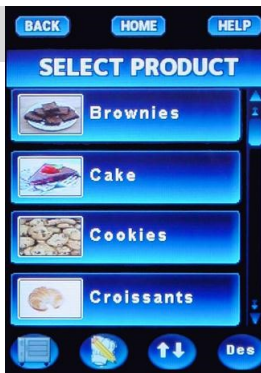 BACK HOME HELP
SELECT PRODUCT
Brownies
Cake
Cookies
Croissants
Des